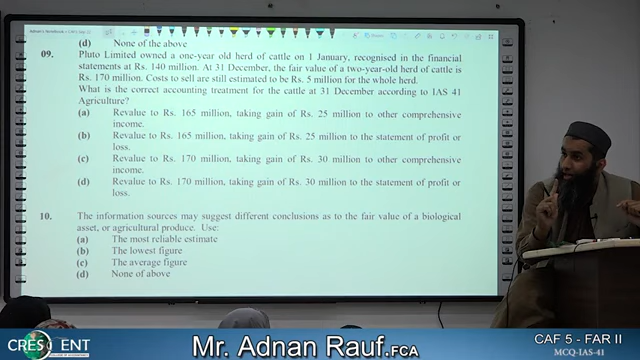 (d) None of the above
09. Pluto Limited owned a one-year old herd of cattle on 1 January, recognised in the financial
statements at Rs. 140 million. At 31 December, the fair value of a two-year-old herd of cattle is
Rs. 170 million. Costs to sell are still estimated to be Rs. 5 million for the whole herd.
What is the correct accounting treatment for the cattle at 31 December according to IAS 41
Agriculture?
(a) Revalue to Rs. 165 million, taking gain of Rs. 25 million to other comprehensive
income.
(b) Revalue to Rs. 165 million, taking gain of Rs. 25 million to the statement of profit or
loss.
(c) Revalue to Rs. 170 million, taking gain of Rs. 30 million to other comprehensive
income.
(d) Revalue to Rs. 170 million, taking gain of Rs. 30 million to the statement of profit or
loss.
10. The information sources may suggest different conclusions as to the fair value of a biological
asset, or agricultural produce. Use:
(a) The most reliable estimate
(b) The lowest figure
(c) The average figure
(d) None of above
CRESCENT
Mr. Adnan Rauf.FCA
CAF 5 - FAR II
MCQ-IAS-41